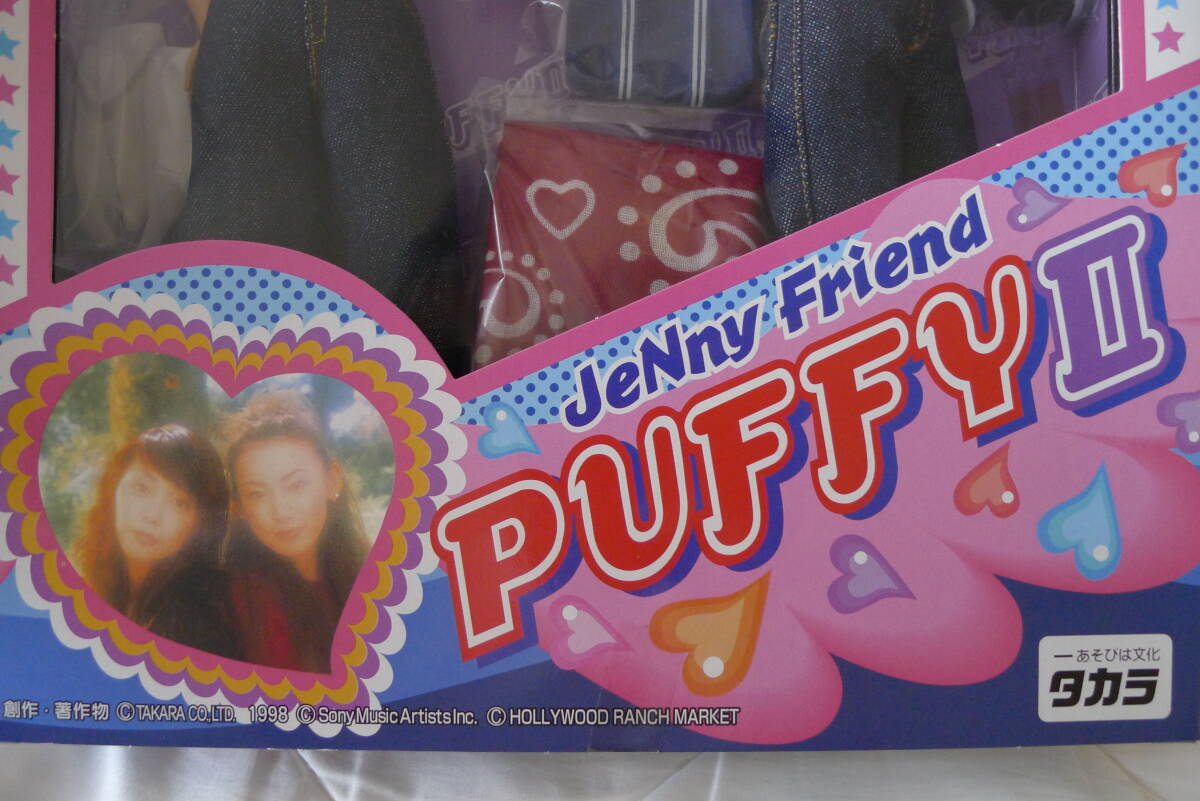 JeNny Friend
PUFFY II
一あそびは文化
タカラ
創作・著作物 ©TAKARA CO.,LTD. 1998 ©Sony Music Artists Inc. © HOLLYWOOD RANCH MARKET